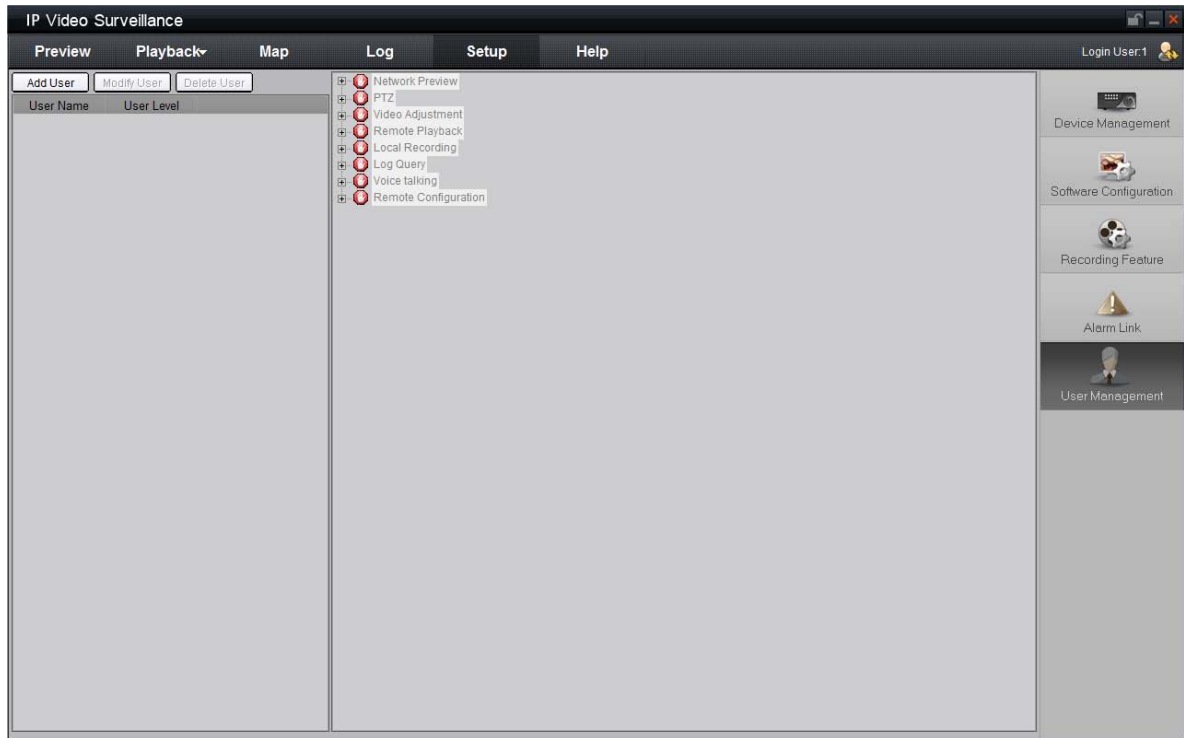 IP Video Surveillance
Preview Playback Map Log Setup Help Login User:1
Add User Modify User Delete User
User Name User Level
Network Preview
PTZ
Video Adjustment
Remote Playback
Local Recording
Log Query
Voice talking
Remote Configuration
Device Management
Software Configuration
Recording Feature
Alarm Link
User Management